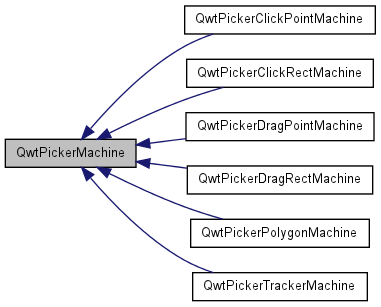 QwtPickerClickPointMachine
QwtPickerClickRectMachine
QwtPickerDragPointMachine
QwtPickerMachine
QwtPickerDragRectMachine
QwtPickerPolygonMachine
QwtPickerTrackerMachine